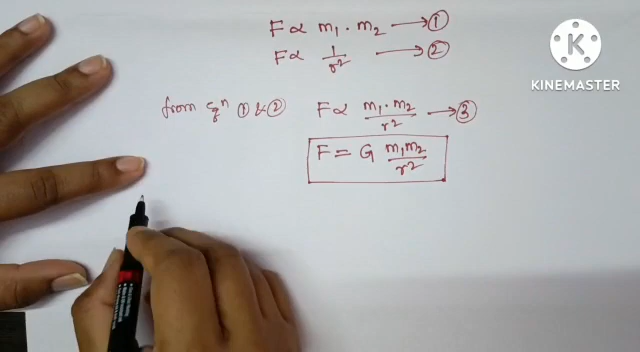 F ∝ m₁ · m₂ ⟶ ①
F ∝ 1/r² ⟶ ②
from eqⁿ ① & ② F ∝ m₁ · m₂/r² ⟶ ③
F = G m₁m₂/r²
KINEMASTER